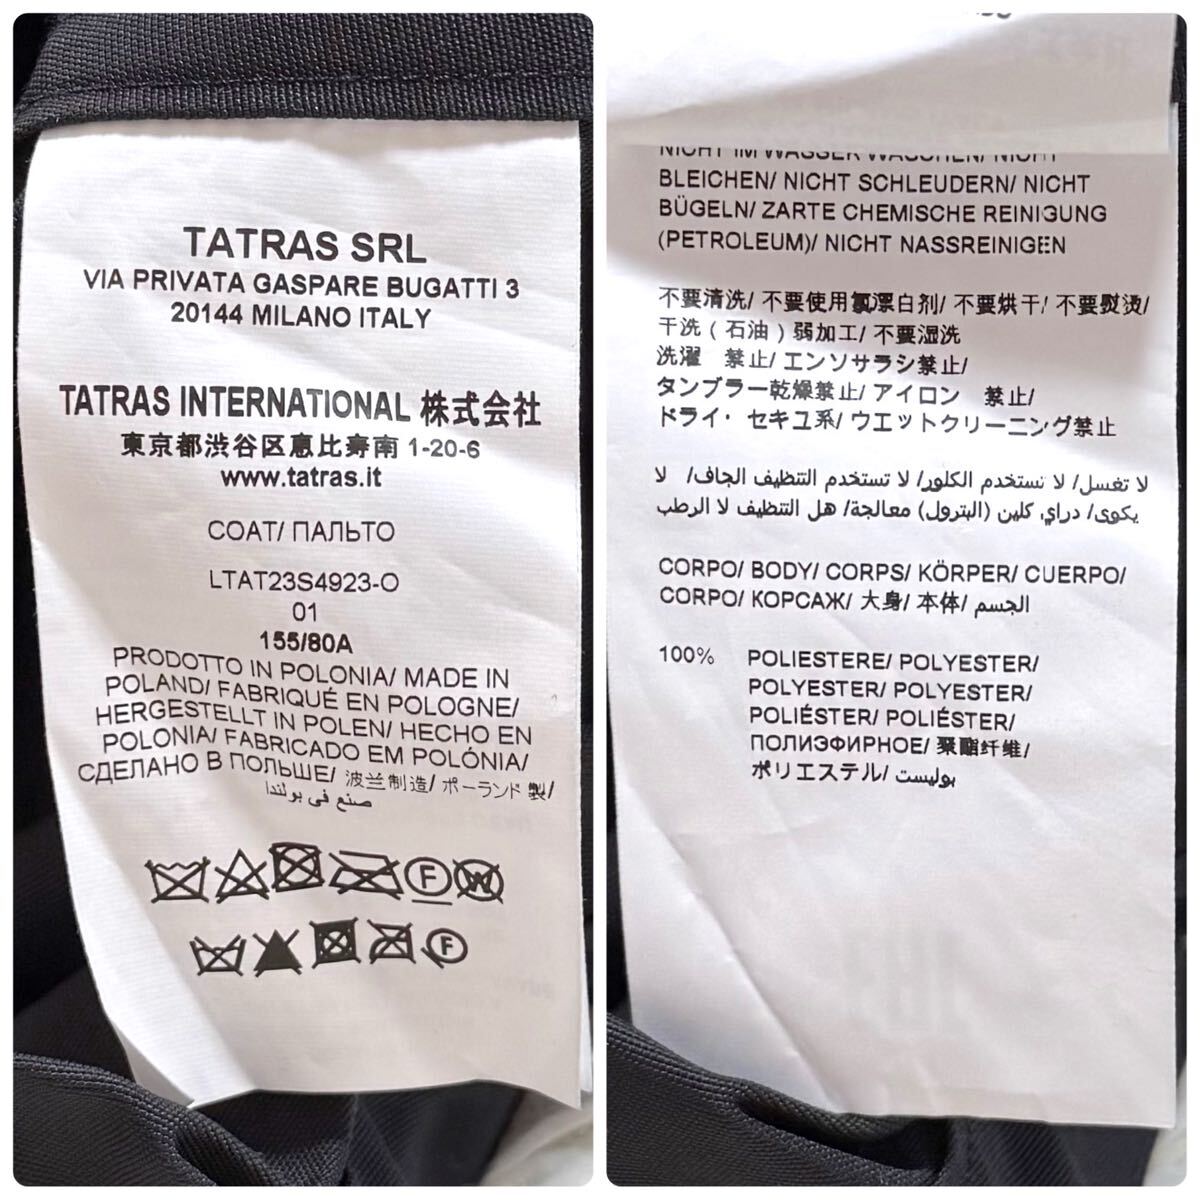 TATRAS SRL
VIA PRIVATA GASPARE BUGATTI 3
20144 MILANO ITALY
TATRAS INTERNATIONAL 株式会社
東京都渋谷区恵比寿南 1-20-6
www.tatras.it
COAT/ ПАЛЬТО
LTAT23S4923-O
01
155/80A
PRODOTTO IN POLONIA/ MADE IN
POLAND/ FABRIQUÉ EN POLOGNE/
HERGESTELLT IN POLEN/ HECHO EN
POLONIA/ FABRICADO EM POLÓNIA/
СДЕЛАНО В ПОЛЬШЕ/ 波兰制造/ ポーランド 製/
صنع في بولندا
F W
F
NICHT IM WASSER WASCHEN/ NICHT
BLEICHEN/ NICHT SCHLEUDERN/ NICHT
BÜGELN/ ZARTE CHEMISCHE REINIGUNG
(PETROLEUM)/ NICHT NASSREINIGEN
不要清洗/ 不要使用氯漂白剂/ 不要烘干/ 不要熨烫/
干洗（石油）弱加工/ 不要湿洗
洗濯　禁止/ エンソサラシ禁止/
タンブラー乾燥禁止/ アイロン　禁止/
ドライ・セキユ系/ ウエットクリーニング禁止
لا تغسل/ لا تستخدم الكلور/ لا تستخدم التنظيف الجاف/ لا
يكوى/ دراي كلين (البترول) معالجة/ هل التنظيف لا الرطب
CORPO/ BODY/ CORPS/ KÖRPER/ CUERPO/
CORPO/ КОРСАЖ/ 大身/ 本体/ الجسم
100% POLIESTERE/ POLYESTER/
POLYESTER/ POLYESTER/
POLIÉSTER/ POLIÉSTER/
ПОЛИЭФИРНОЕ/ 聚酯纤维/
ポリエステル/ بوليست